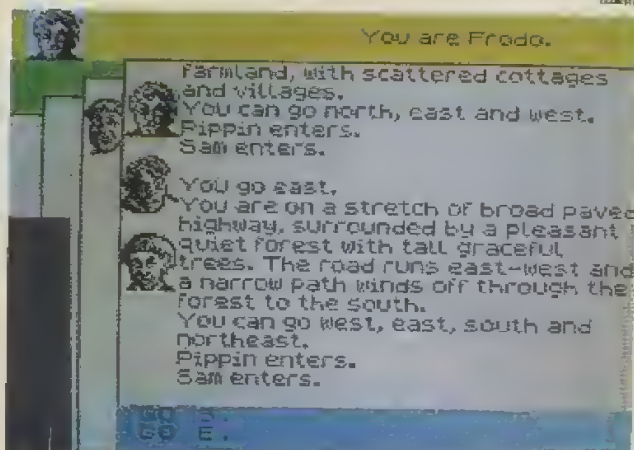 You are Frodo.
farmland, with scattered cottages
and villages.
You can go north, east and west.
Pippin enters.
Sam enters.
You go east.
You are on a stretch of broad paved
highway, surrounded by a pleasant
quiet forest with tall graceful
trees. The road runs east-west and
a narrow path winds off through the
forest to the south.
You can go west, east, south and
northeast.
Pippin enters.
Sam enters.